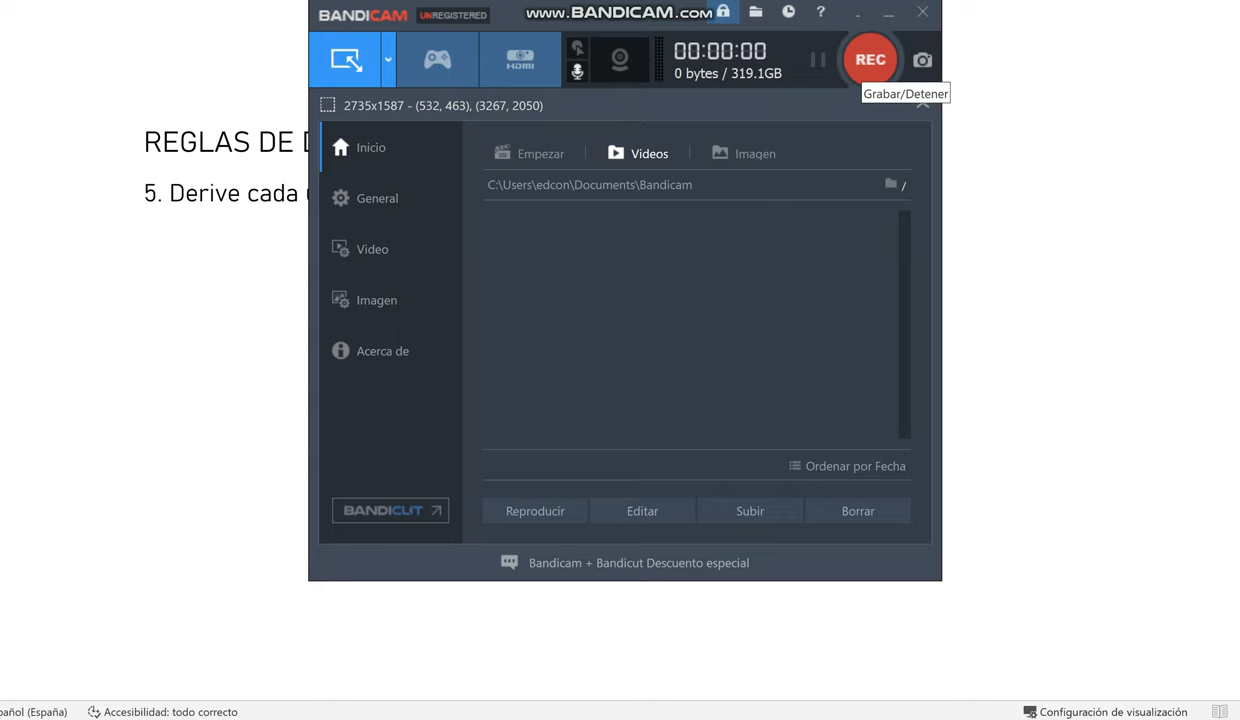 BANDICAM UNREGISTERED www.BANDICAM.com ?
HDMI 00:00:00 REC
0 bytes / 319.1GB
Grabar/Detener
2735x1587 - (532, 463), (3267, 2050)
REGLAS DE
Inicio Empezar Videos Imagen
5. Derive cada
C:\Users\edcon\Documents\Bandicam /
General
Video
Imagen
Acerca de
Ordenar por Fecha
BANDICUT Reproducir Editar Subir Borrar
Bandicam + Bandicut Descuento especial
pañol (España) Accesibilidad: todo correcto Configuración de visualización